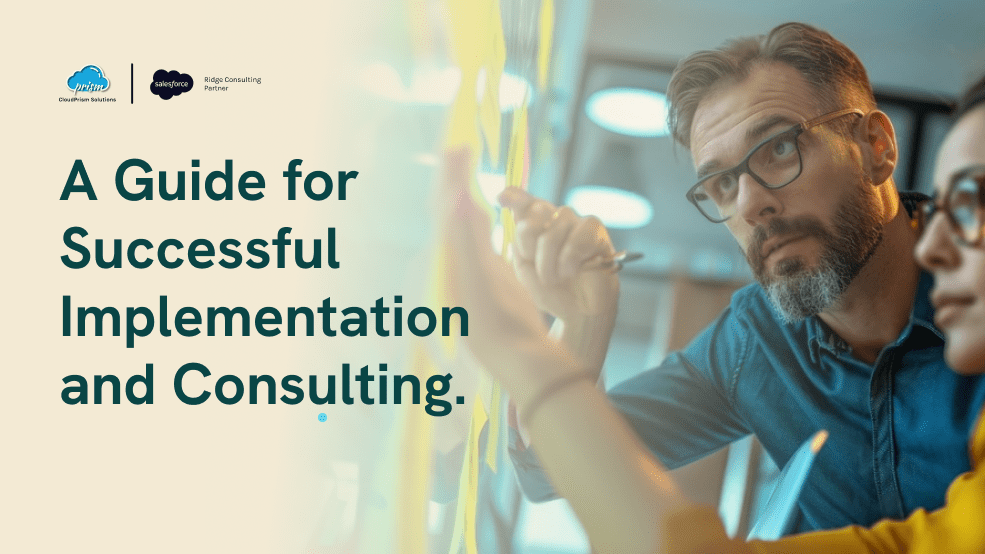 prism
CloudPrism Solutions
salesforce
Ridge Consulting
Partner
A Guide for
Successful
Implementation
and Consulting.